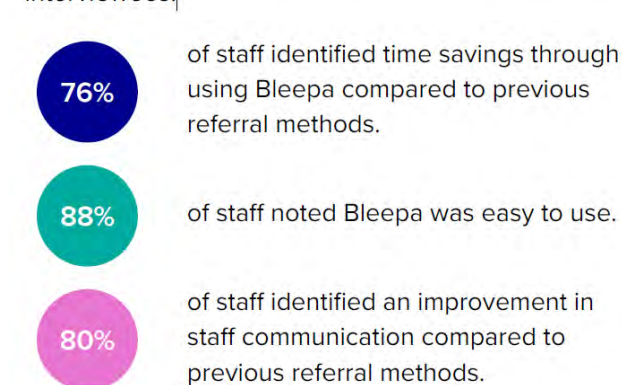 76%
of staff identified time savings through
using Bleepa compared to previous
referral methods.
88%
of staff noted Bleepa was easy to use.
80%
of staff identified an improvement in
staff communication compared to
previous referral methods.